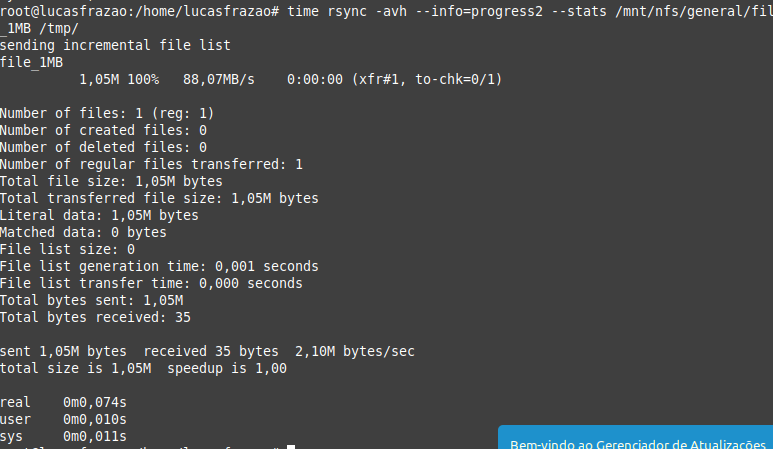 root@lucasfrazao:/home/lucasfrazao# time rsync -avh --info=progress2 --stats /mnt/nfs/general/fil
_1MB /tmp/
sending incremental file list
file_1MB
1,05M 100% 88,07MB/s 0:00:00 (xfr#1, to-chk=0/1)
Number of files: 1 (reg: 1)
Number of created files: 0
Number of deleted files: 0
Number of regular files transferred: 1
Total file size: 1,05M bytes
Total transferred file size: 1,05M bytes
Literal data: 1,05M bytes
Matched data: 0 bytes
File list size: 0
File list generation time: 0,001 seconds
File list transfer time: 0,000 seconds
Total bytes sent: 1,05M
Total bytes received: 35
sent 1,05M bytes received 35 bytes 2,10M bytes/sec
total size is 1,05M speedup is 1,00
real 0m0,074s
user 0m0,010s
sys 0m0,011s
Bem-vindo ao Gerenciador de Atualizações